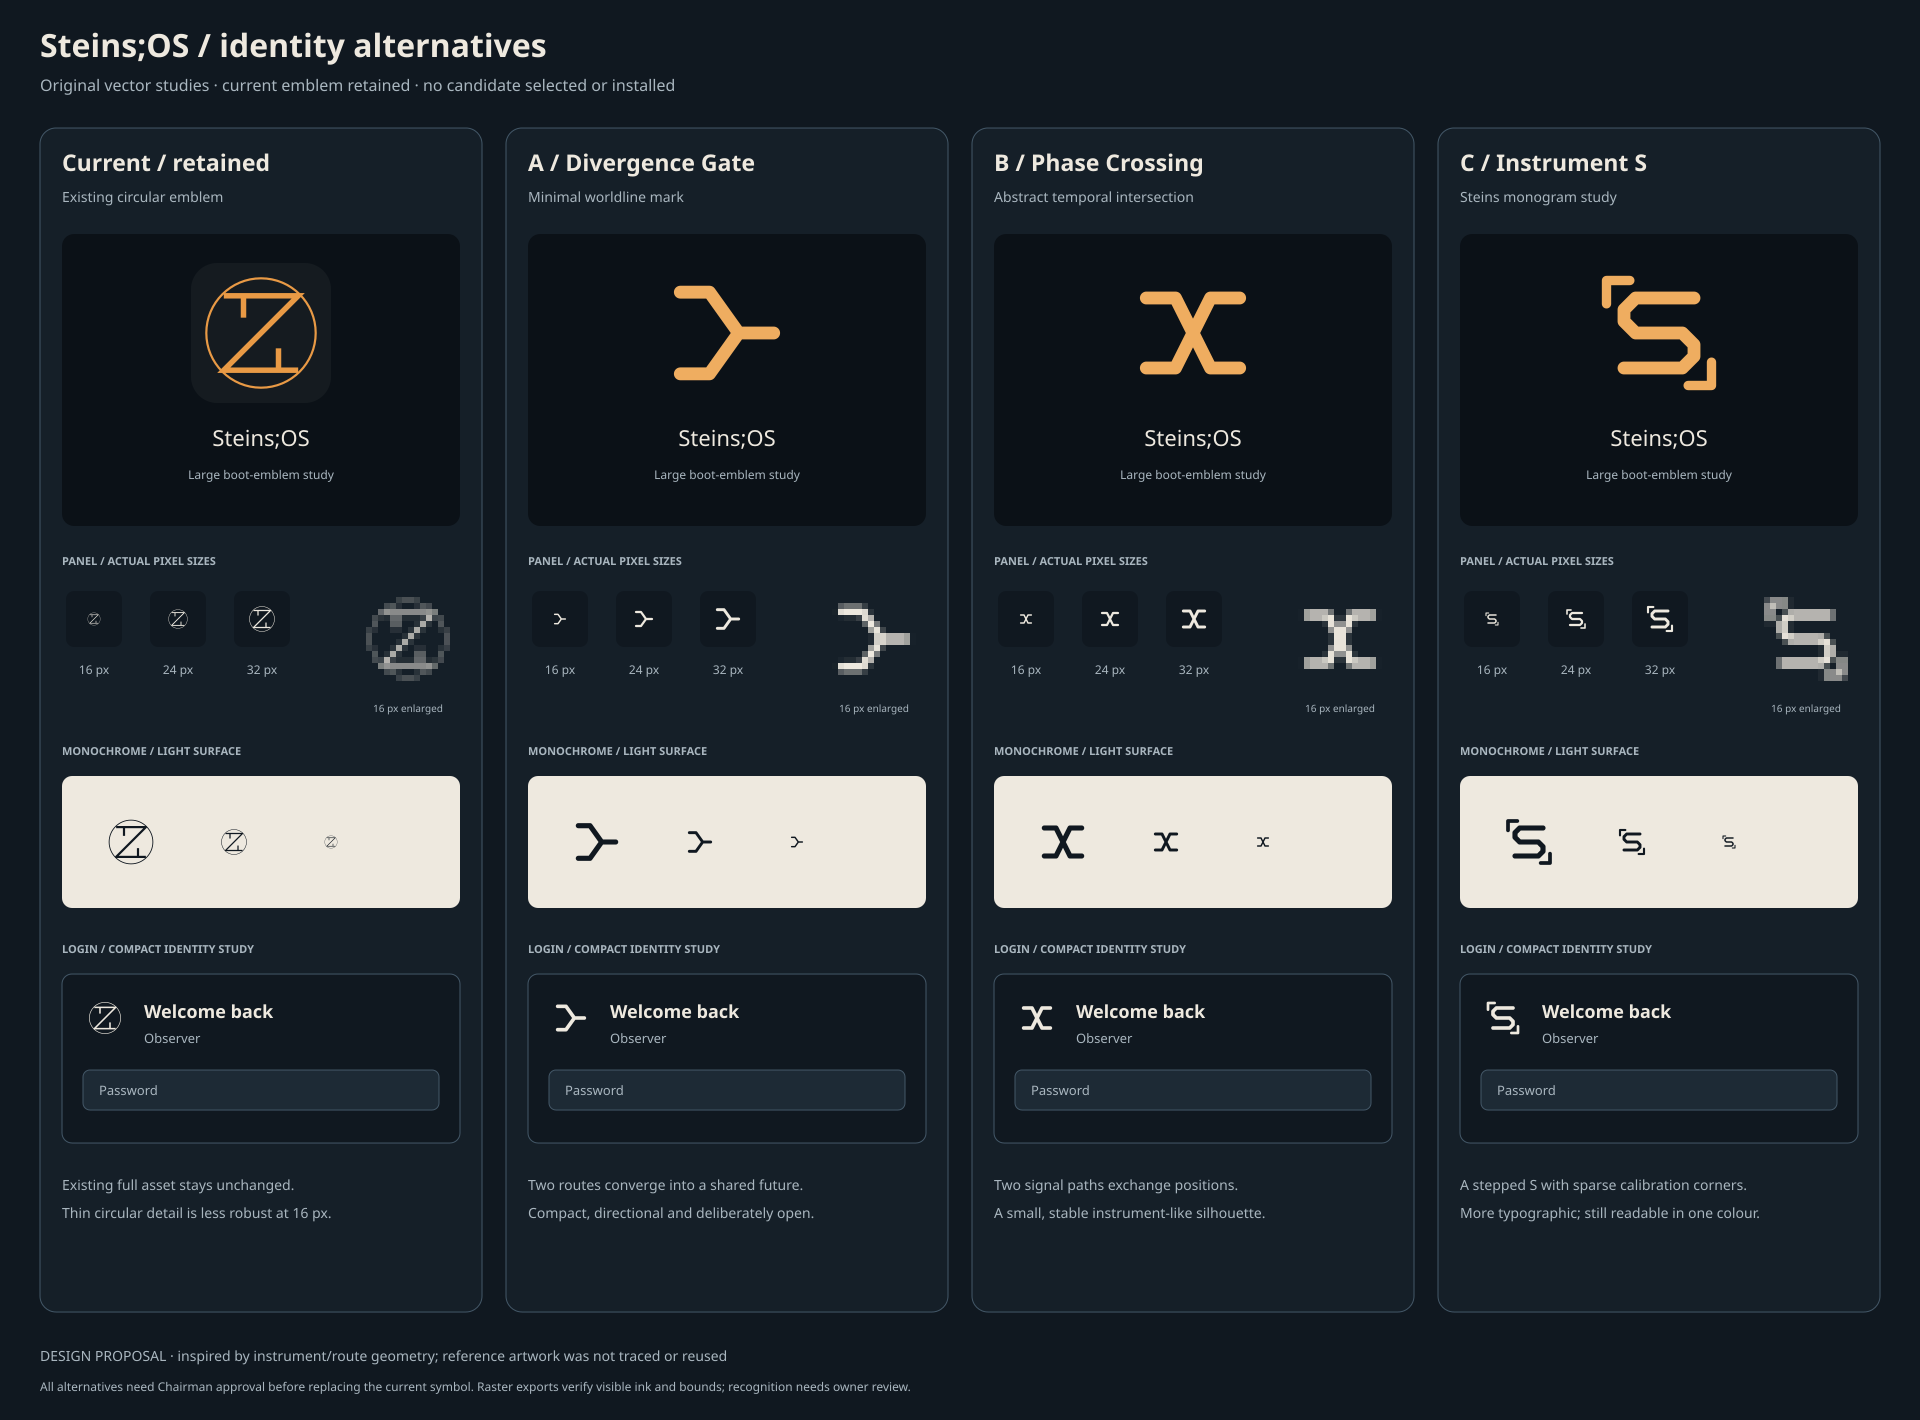 Steins;OS / identity alternatives
Original vector studies · current emblem retained · no candidate selected or installed
Current / retained
Existing circular emblem
Steins;OS
Large boot-emblem study
PANEL / ACTUAL PIXEL SIZES
16 px
24 px
32 px
16 px enlarged
MONOCHROME / LIGHT SURFACE
LOGIN / COMPACT IDENTITY STUDY
Welcome back
Observer
Password
Existing full asset stays unchanged.
Thin circular detail is less robust at 16 px.
A / Divergence Gate
Minimal worldline mark
Steins;OS
Large boot-emblem study
PANEL / ACTUAL PIXEL SIZES
16 px
24 px
32 px
16 px enlarged
MONOCHROME / LIGHT SURFACE
LOGIN / COMPACT IDENTITY STUDY
Welcome back
Observer
Password
Two routes converge into a shared future.
Compact, directional and deliberately open.
B / Phase Crossing
Abstract temporal intersection
Steins;OS
Large boot-emblem study
PANEL / ACTUAL PIXEL SIZES
16 px
24 px
32 px
16 px enlarged
MONOCHROME / LIGHT SURFACE
LOGIN / COMPACT IDENTITY STUDY
Welcome back
Observer
Password
Two signal paths exchange positions.
A small, stable instrument-like silhouette.
C / Instrument S
Steins monogram study
Steins;OS
Large boot-emblem study
PANEL / ACTUAL PIXEL SIZES
16 px
24 px
32 px
16 px enlarged
MONOCHROME / LIGHT SURFACE
LOGIN / COMPACT IDENTITY STUDY
Welcome back
Observer
Password
A stepped S with sparse calibration corners.
More typographic; still readable in one colour.
DESIGN PROPOSAL · inspired by instrument/route geometry; reference artwork was not traced or reused
All alternatives need Chairman approval before replacing the current symbol. Raster exports verify visible ink and bounds; recognition needs owner review.